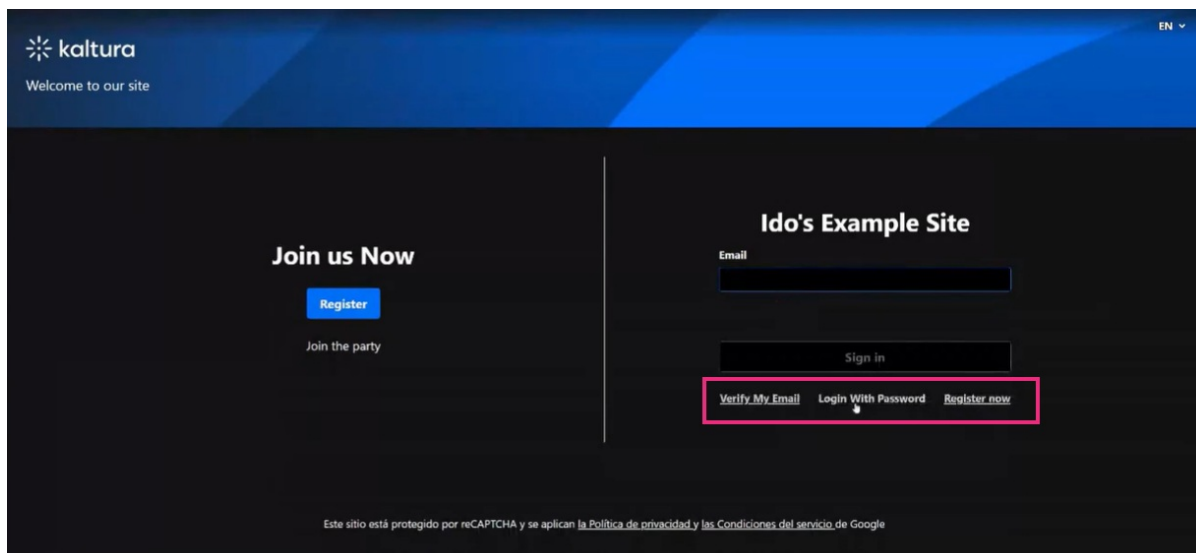 EN
kaltura
Welcome to our site
Join us Now
Register
Join the party
Ido's Example Site
Email
Sign in
Verify My Email Login With Password Register now
Este sitio está protegido por reCAPTCHA y se aplican la Política de privacidad y las Condiciones del servicio de Google